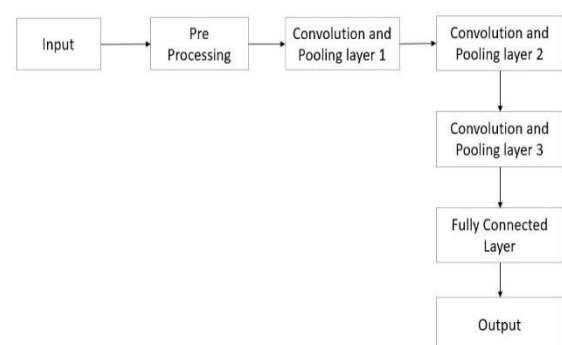 Input
Pre
Processing
Convolution and
Pooling layer 1
Convolution and
Pooling layer 2
Convolution and
Pooling layer 3
Fully Connected
Layer
Output